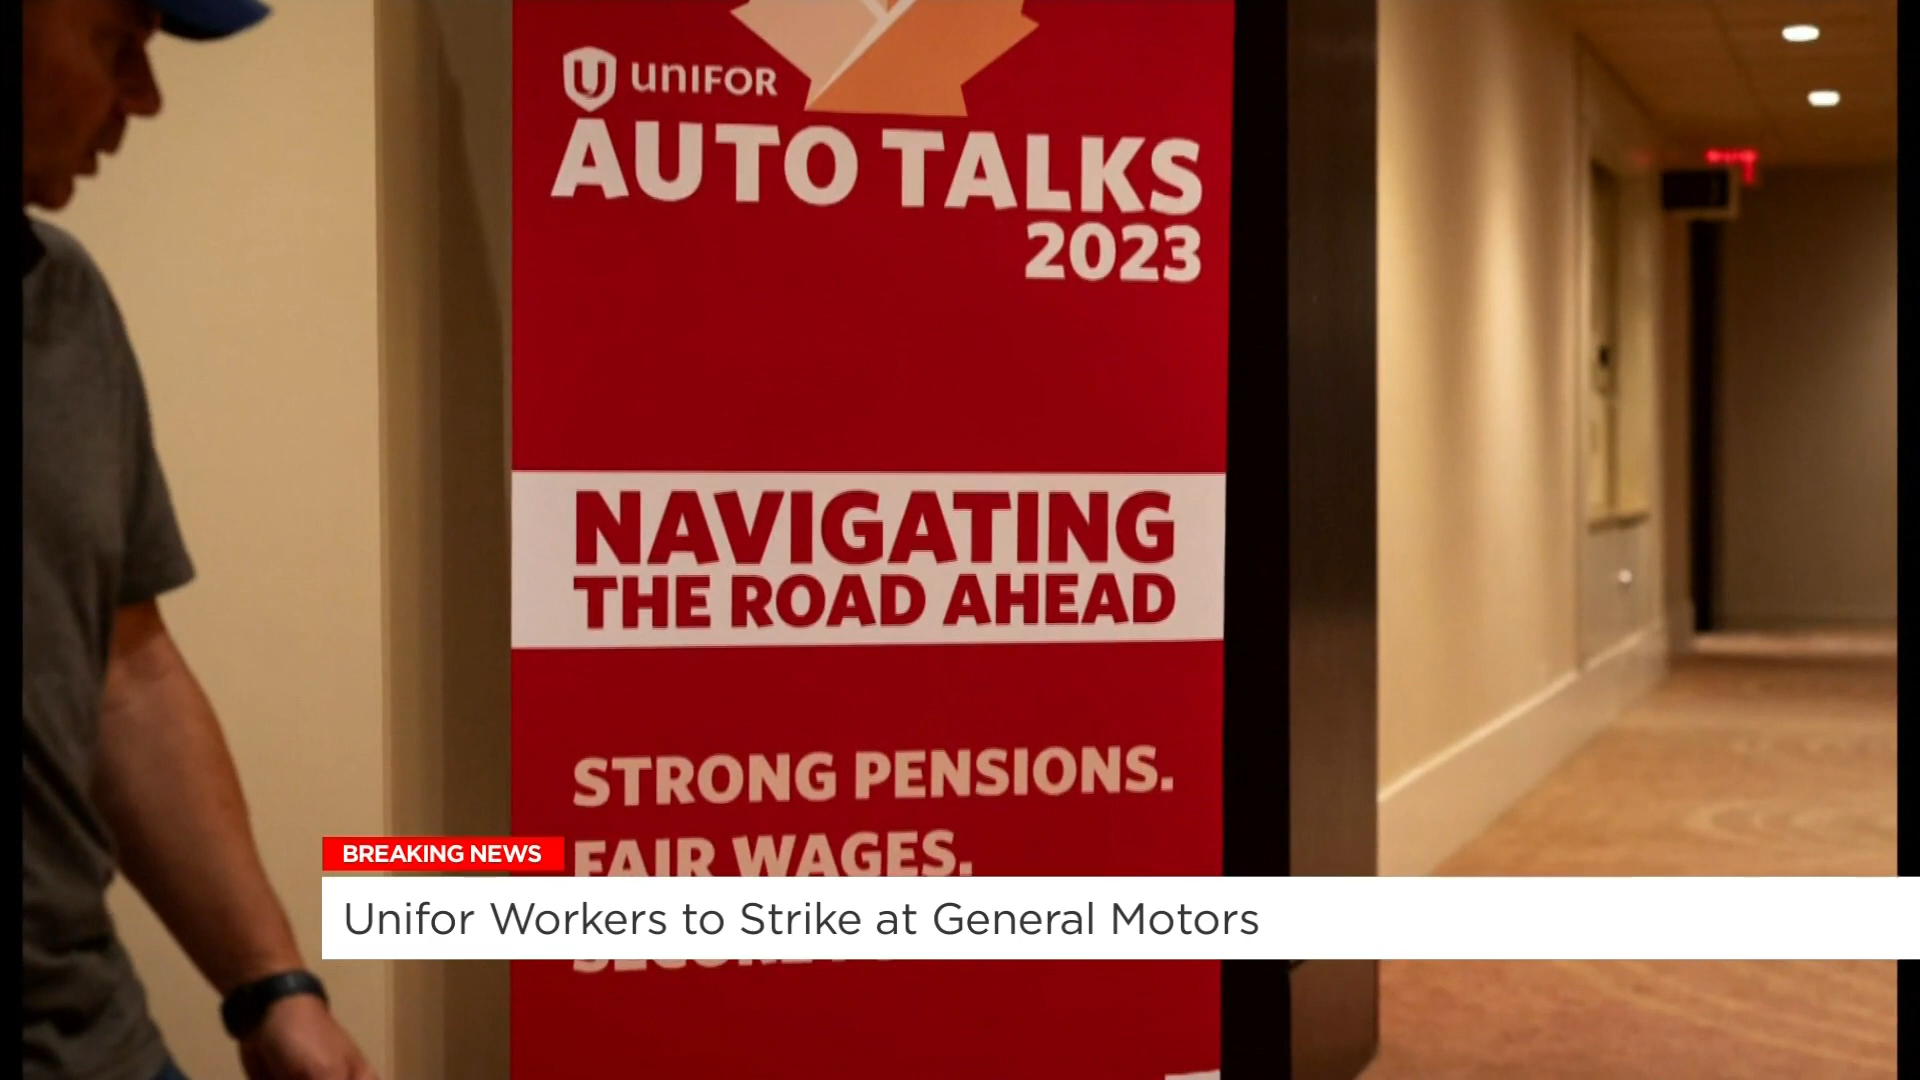 UNIFOR
AUTO TALKS
2023
NAVIGATING
THE ROAD AHEAD
STRONG PENSIONS.
FAIR WAGES.
BREAKING NEWS
Unifor Workers to Strike at General Motors